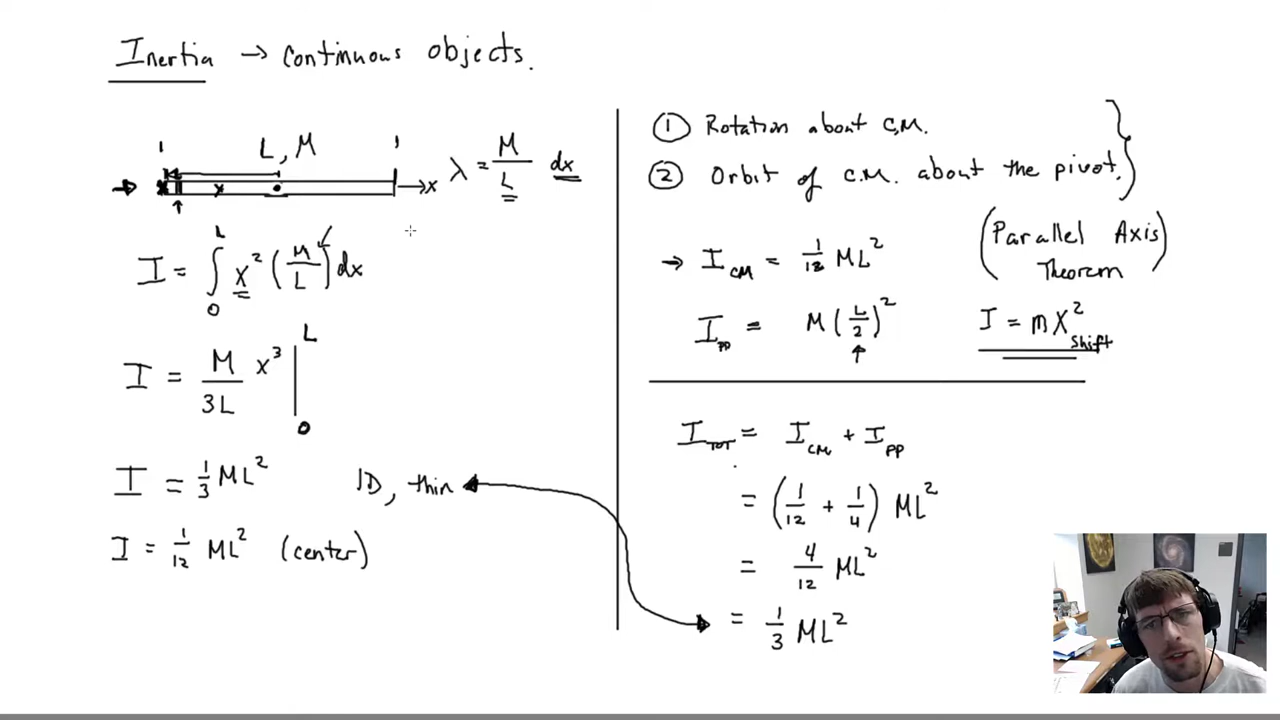 Inertia → continuous objects.
L, M
λ = M/L dx
x
I = ∫₀ᴸ x² (M/L) dx
I = M/3L x³ |₀ᴸ
I = 1/3 ML² 1D, thin
I = 1/12 ML² (center)
① Rotation about C.M.
② Orbit of C.M. about the pivot.
(Parallel Axis
Theorem)
→ I_CM = 1/12 ML²
I_PP = M(L/2)²
I = mX²_shift
I_TOT = I_CM + I_PP
= (1/12 + 1/4) ML²
= 4/12 ML²
= 1/3 ML²